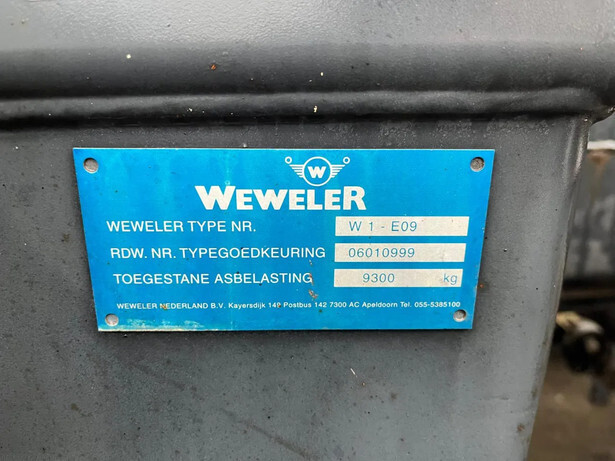 W
WEWELER
WEWELER TYPE NR. W 1 - E09
RDW. NR. TYPEGOEDKEURING 06010999
TOEGESTANE ASBELASTING 9300 kg
WEWELER NEDERLAND B.V. Kayersdijk Postbus 142 7300 AC Apeldoorn Tel. 055-5385100